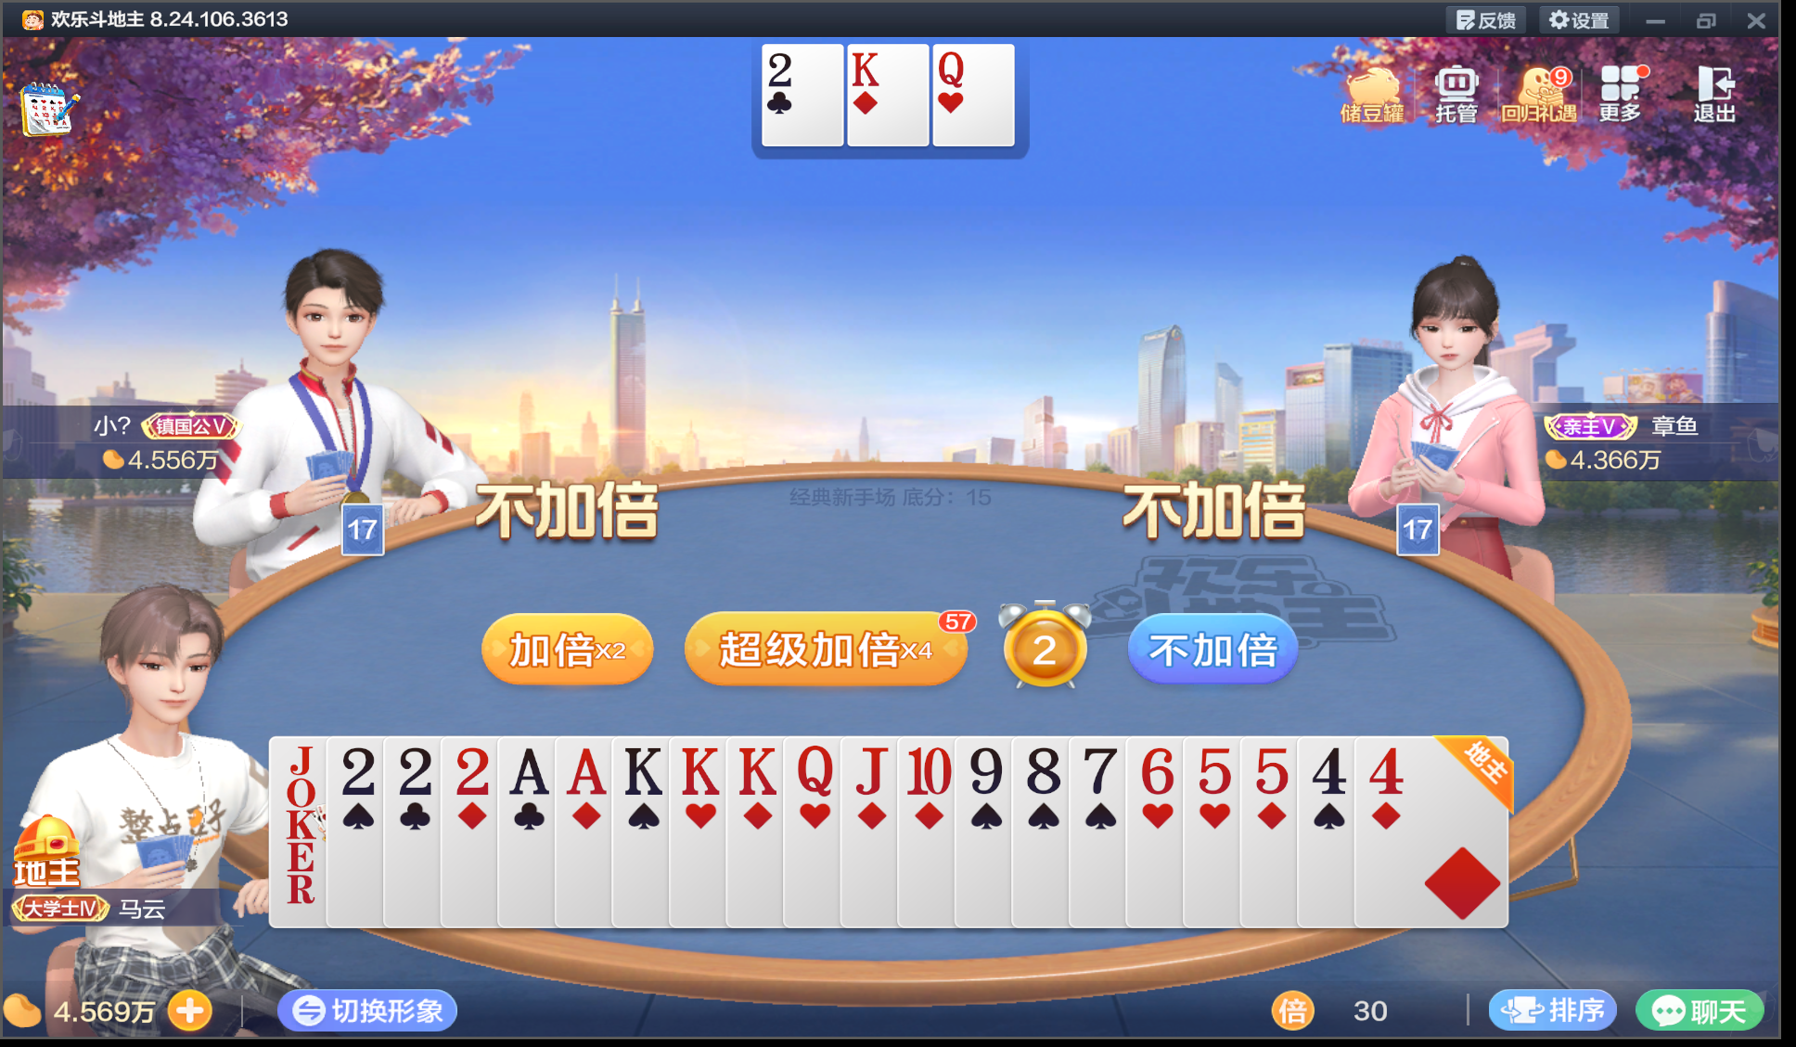 欢乐斗地主 8.24.106.3613
反馈
设置
2
K
Q
储豆罐
托管
9
回归礼遇
更多
退出
小?
镇国公V
4.556万
亲王V
章鱼
4.366万
17
17
不加倍
不加倍
经典新手场 底分：15
欢乐
斗地主
加倍x2
超级加倍x4
57
2
不加倍
JOKER
2
2
2
A
A
K
K
K
Q
J
10
9
8
7
6
5
5
4
4
地主
地主
大学士IV
马云
4.569万
切换形象
倍
30
排序
聊天